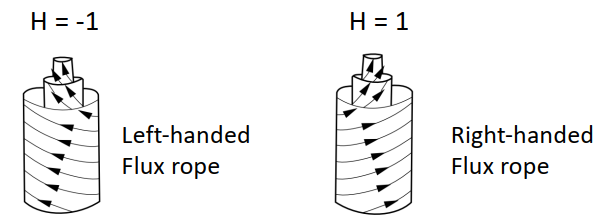 H = -1
H = 1
Left-handed
Flux rope
Right-handed
Flux rope